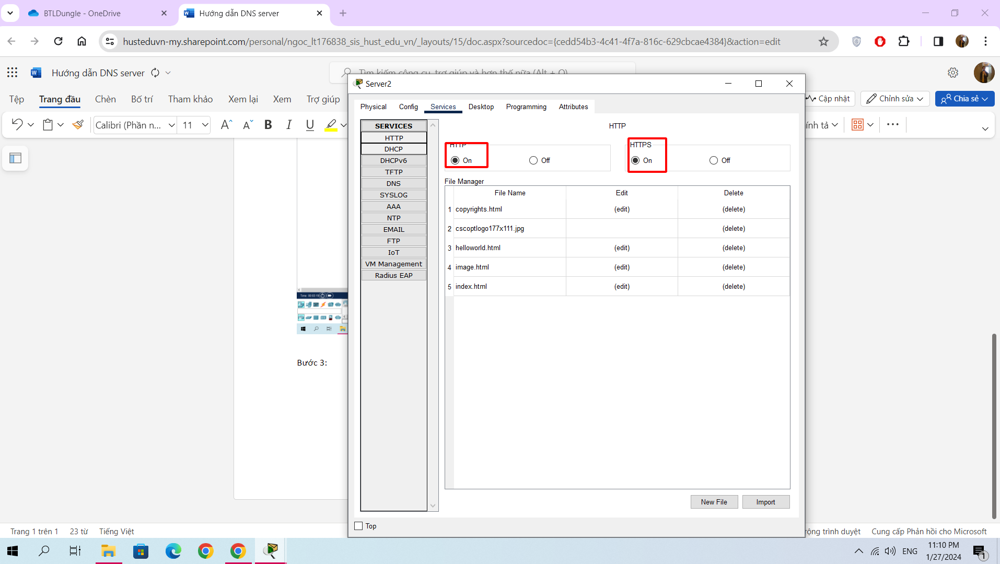 BTLDungle - OneDrive
Hướng dẫn DNS server
husteduvn-my.sharepoint.com/personal/ngoc_lt176838_sis_hust_edu_vn/_layouts/15/doc.aspx?sourcedoc={cedd54b3-4c41-4f7a-816c-629cbcae4384}&action=edit
Hướng dẫn DNS server
Tìm kiếm công cụ, trợ giúp và hơn thế nữa (Alt + Q)
Tệp Trang đầu Chèn Bố trí Tham khảo Xem lại Xem Trợ giúp
Cập nhật Chỉnh sửa Chia sẻ
Calibri (Phần n... 11
B I U
ính tả
Server2
Physical Config Services Desktop Programming Attributes
SERVICES
HTTP
DHCP
DHCPv6
TFTP
DNS
SYSLOG
AAA
NTP
EMAIL
FTP
IoT
VM Management
Radius EAP
HTTP
HTTP
On Off
HTTPS
On Off
File Manager
File Name Edit Delete
1 copyrights.html (edit) (delete)
2 cscoptlogo177x111.jpg (delete)
3 helloworld.html (edit) (delete)
4 image.html (edit) (delete)
5 index.html (edit) (delete)
New File Import
Top
Time: 00:03:19
Bước 3:
Trang 1 trên 1 23 từ Tiếng Việt
rộng trình duyệt Cung cấp Phản hồi cho Microsoft
ENG
11:10 PM
1/27/2024
1